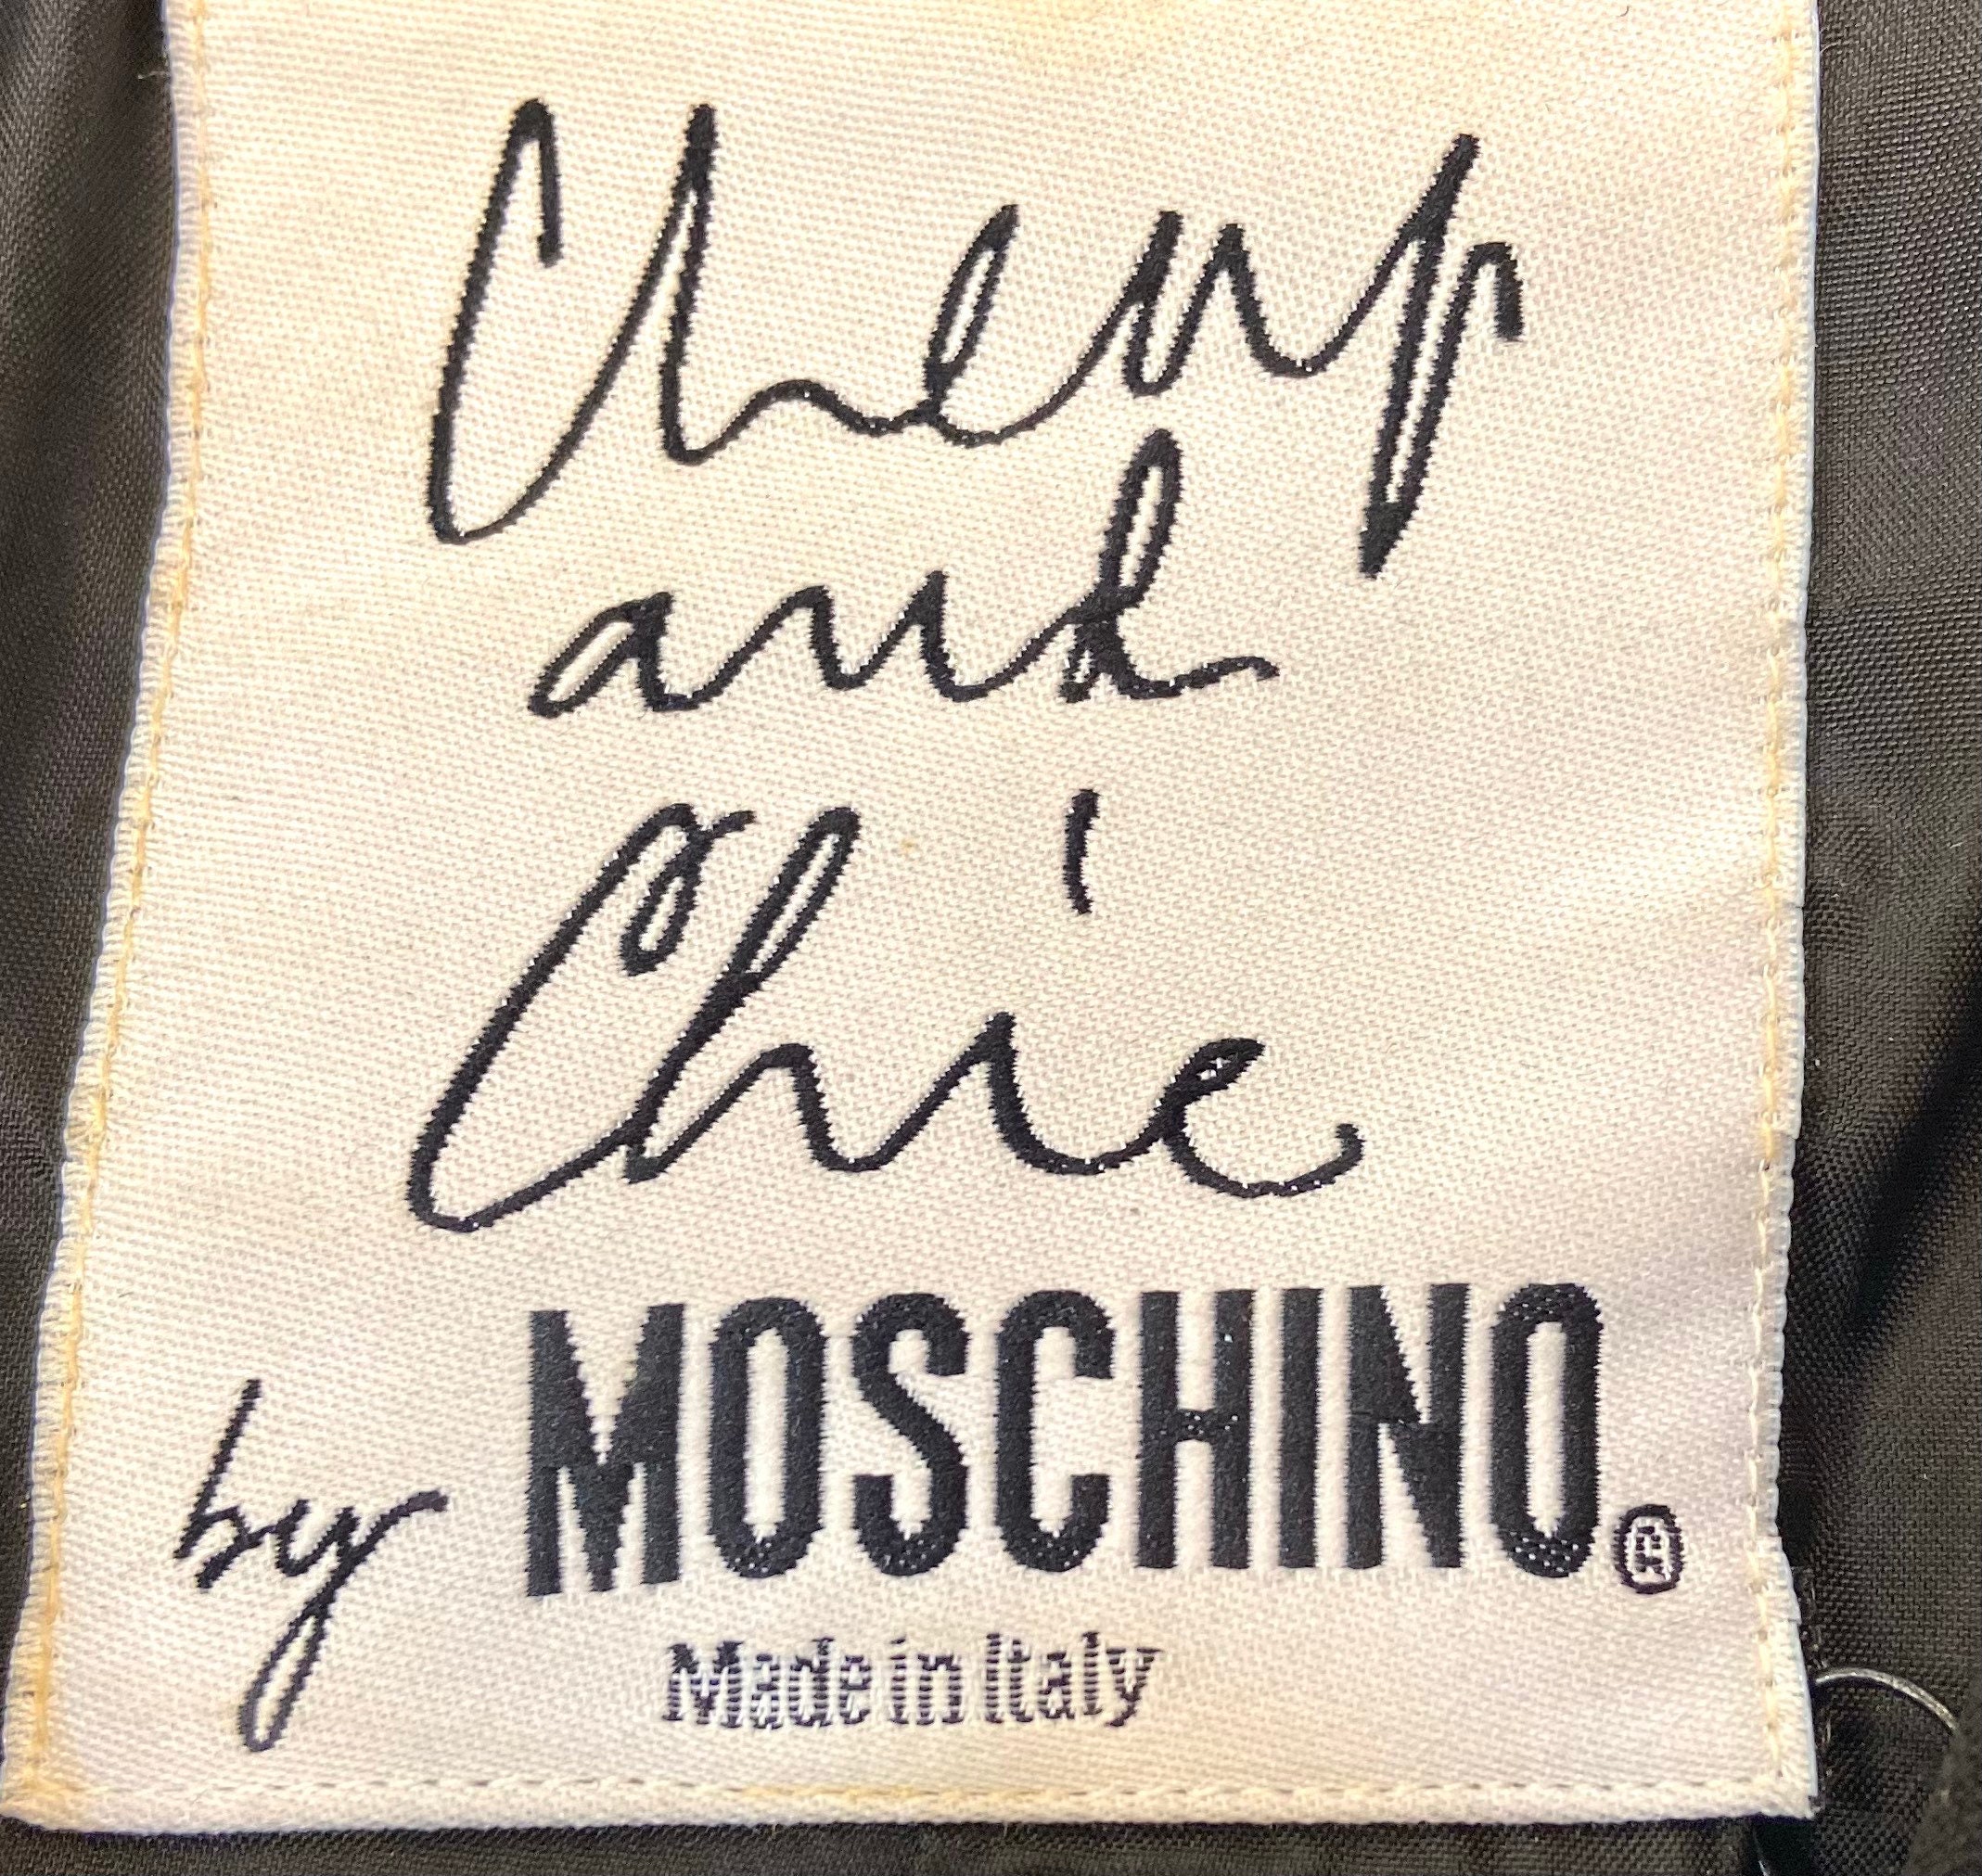 Cheap
and
Chic
by MOSCHINO®
Made in Italy